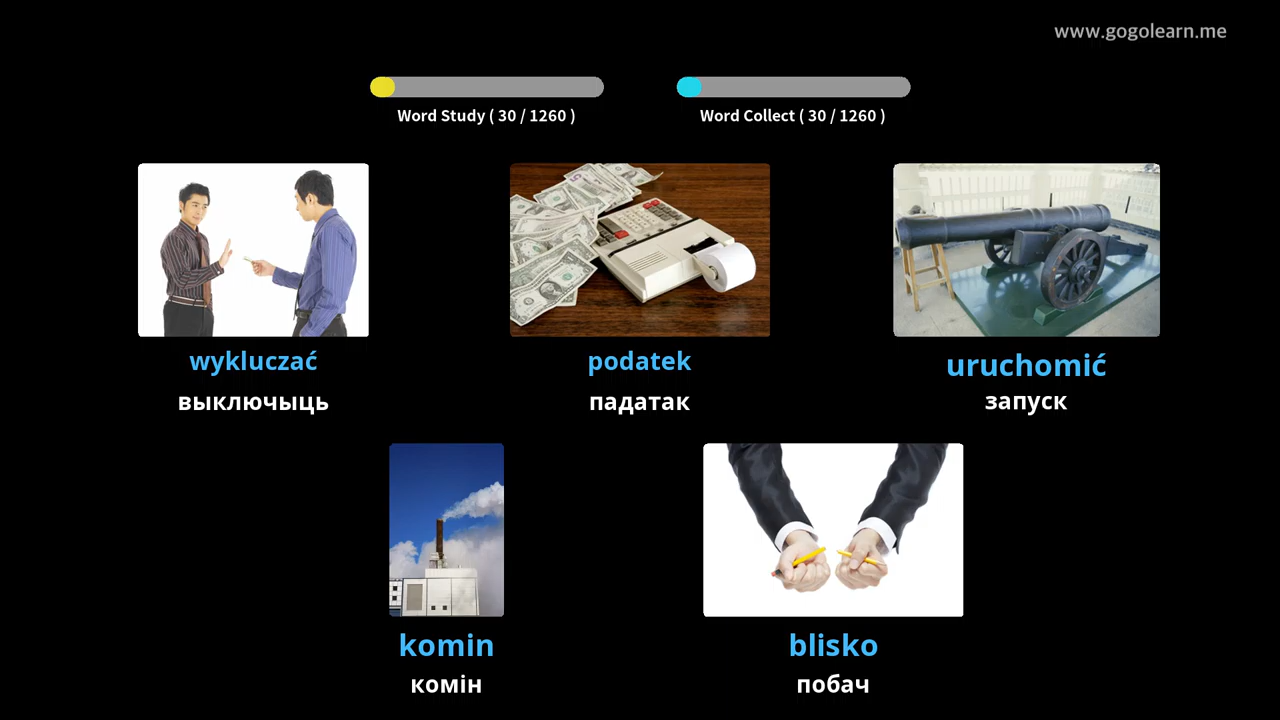 www.gogolearn.me
Word Study ( 30 / 1260 )
Word Collect ( 30 / 1260 )
wykluczać
выключыць
podatek
падатак
uruchomić
запуск
komin
комін
blisko
побач